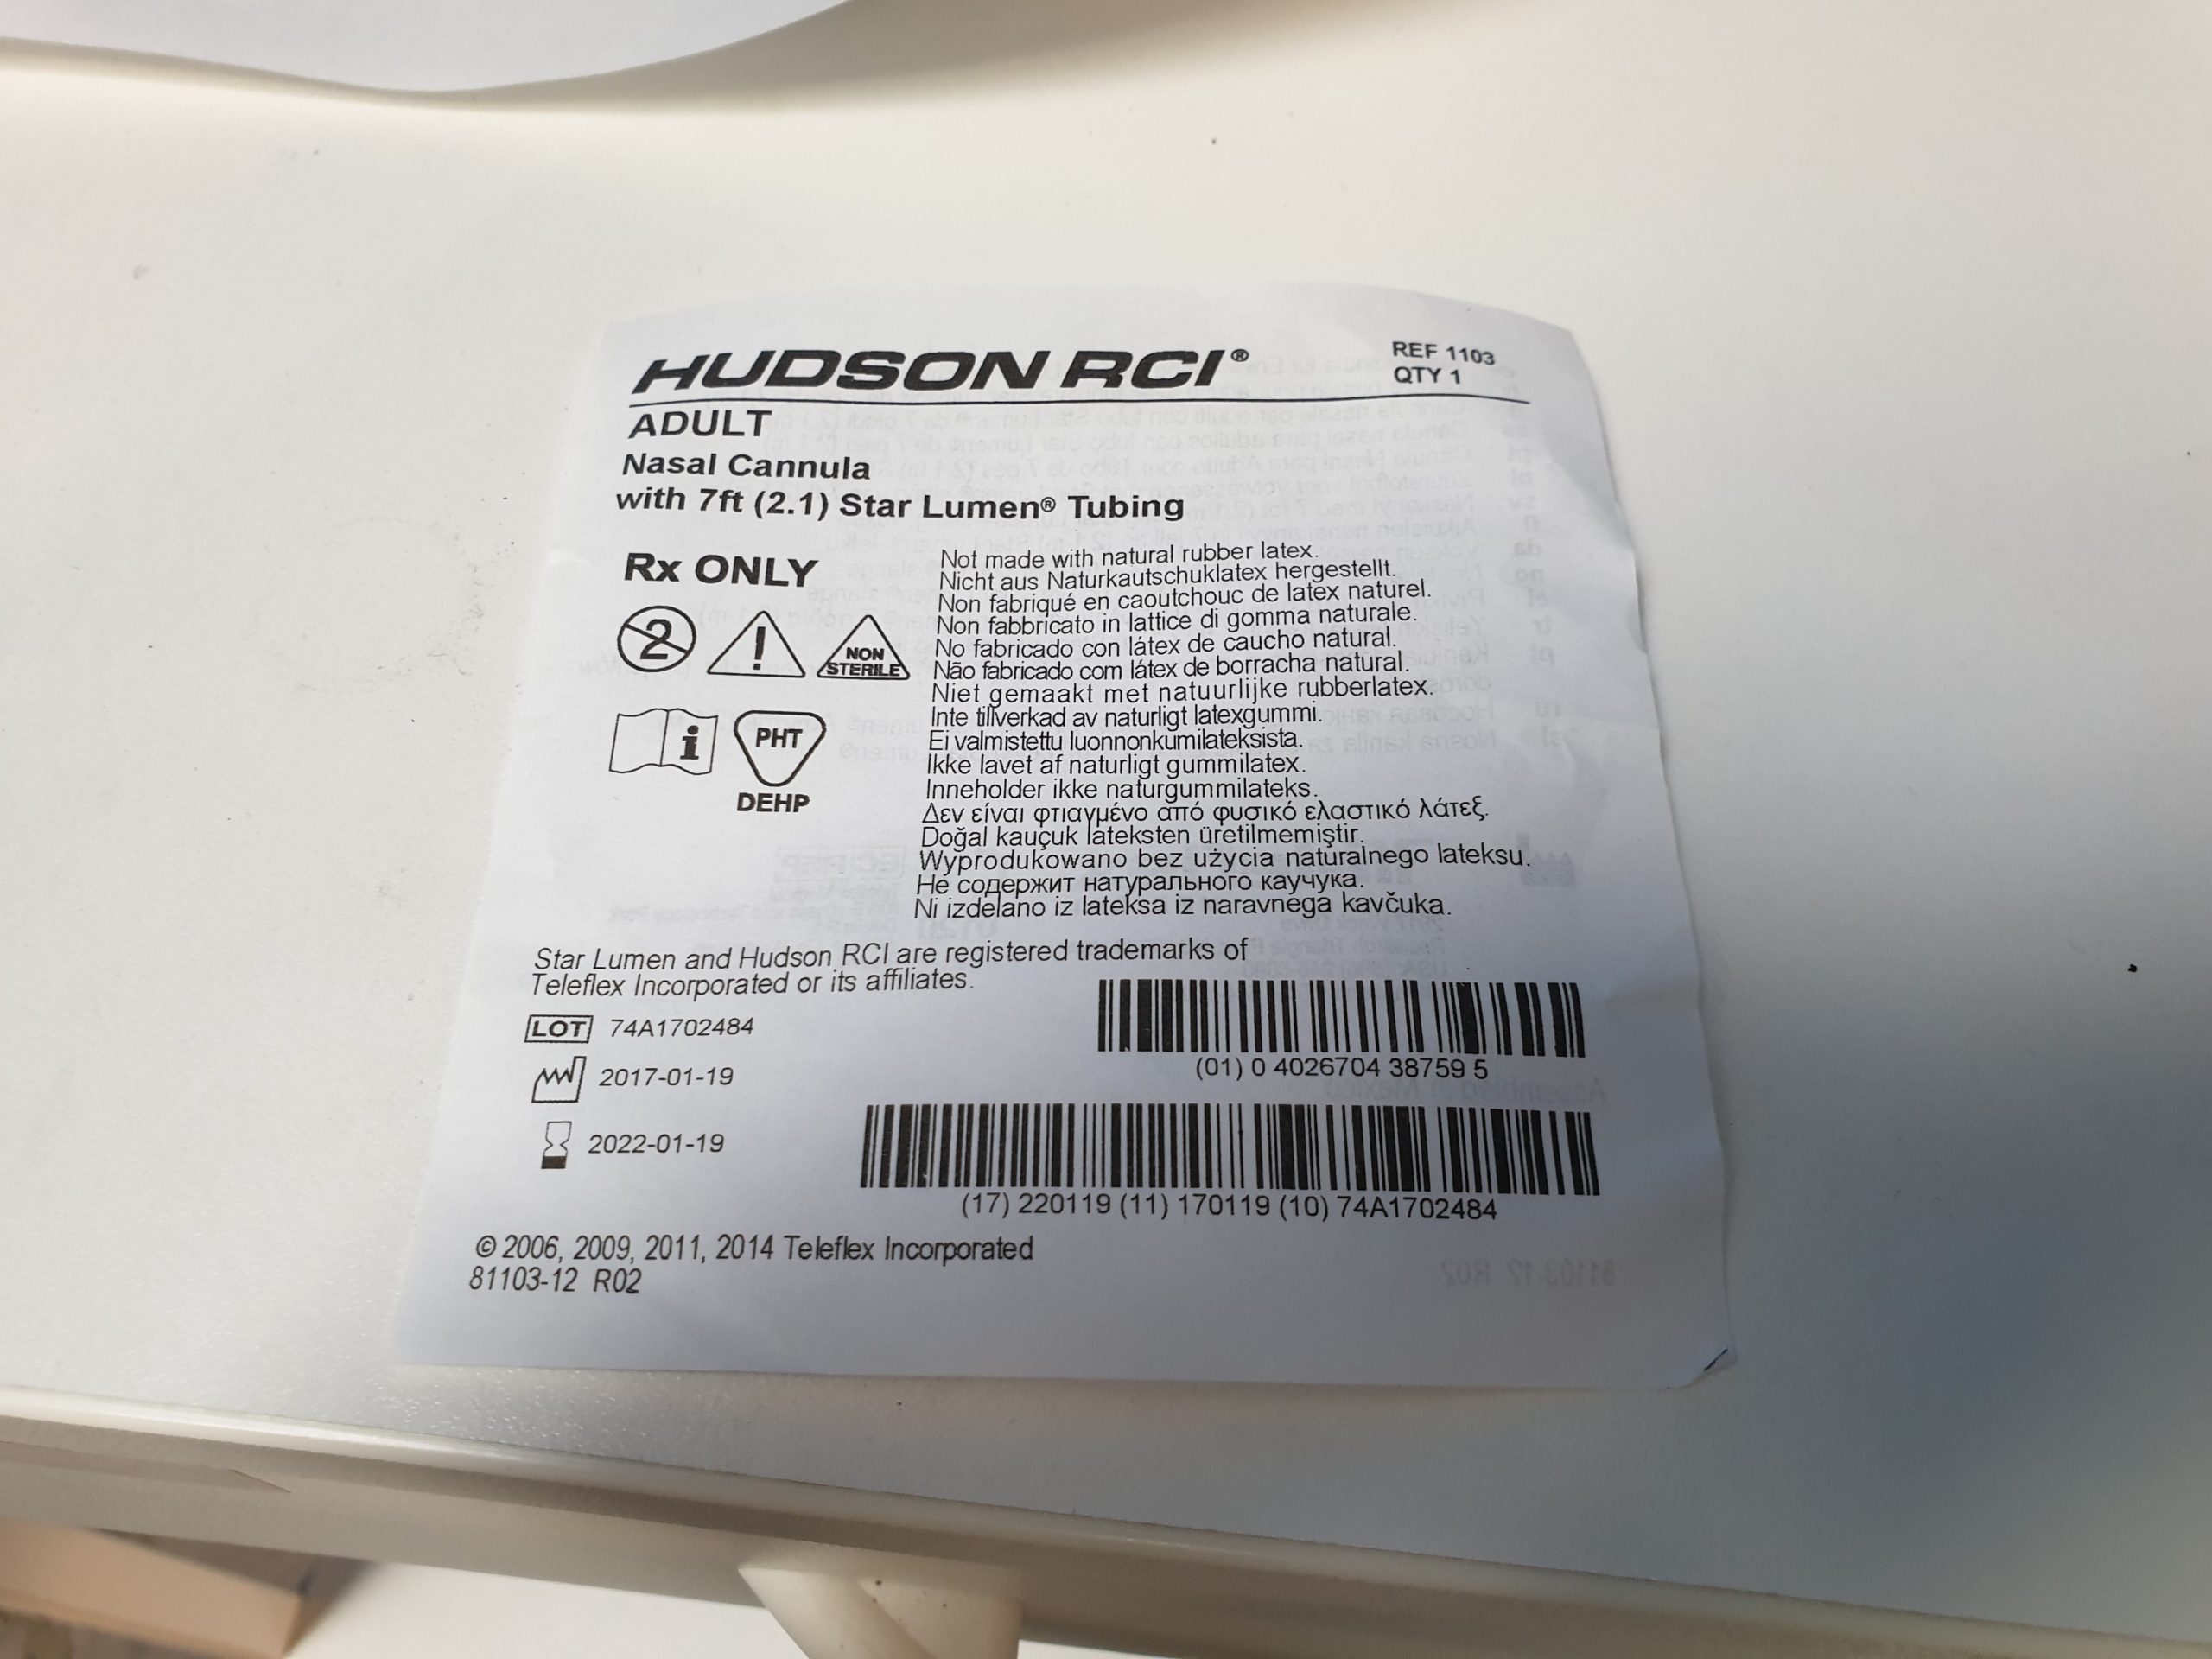 HUDSON RCI®
REF 1103
QTY 1
ADULT
Nasal Cannula
with 7ft (2.1) Star Lumen® Tubing
Rx ONLY
2
!
NON
STERILE
i
PHT
DEHP
Not made with natural rubber latex.
Nicht aus Naturkautschuklatex hergestellt.
Non fabriqué en caoutchouc de latex naturel.
Non fabbricato in lattice di gomma naturale.
No fabricado con látex de caucho natural.
Não fabricado com látex de borracha natural.
Niet gemaakt met natuurlijke rubberlatex.
Inte tillverkad av naturligt latexgummi.
Ei valmistettu luonnonkumilateksista.
Ikke lavet af naturligt gummilatex.
Inneholder ikke naturgummilateks.
Δεν είναι φτιαγμένο από φυσικό ελαστικό λάτεξ.
Doğal kauçuk lateksten üretilmemiştir.
Wyprodukowano bez użycia naturalnego lateksu.
Не содержит натурального каучука.
Ni izdelano iz lateksa iz naravnega kavčuka.
Star Lumen and Hudson RCI are registered trademarks of
Teleflex Incorporated or its affiliates.
LOT 74A1702484
2017-01-19
2022-01-19
(01) 0 4026704 38759 5
(17) 220119 (11) 170119 (10) 74A1702484
© 2006, 2009, 2011, 2014 Teleflex Incorporated
81103-12 R02